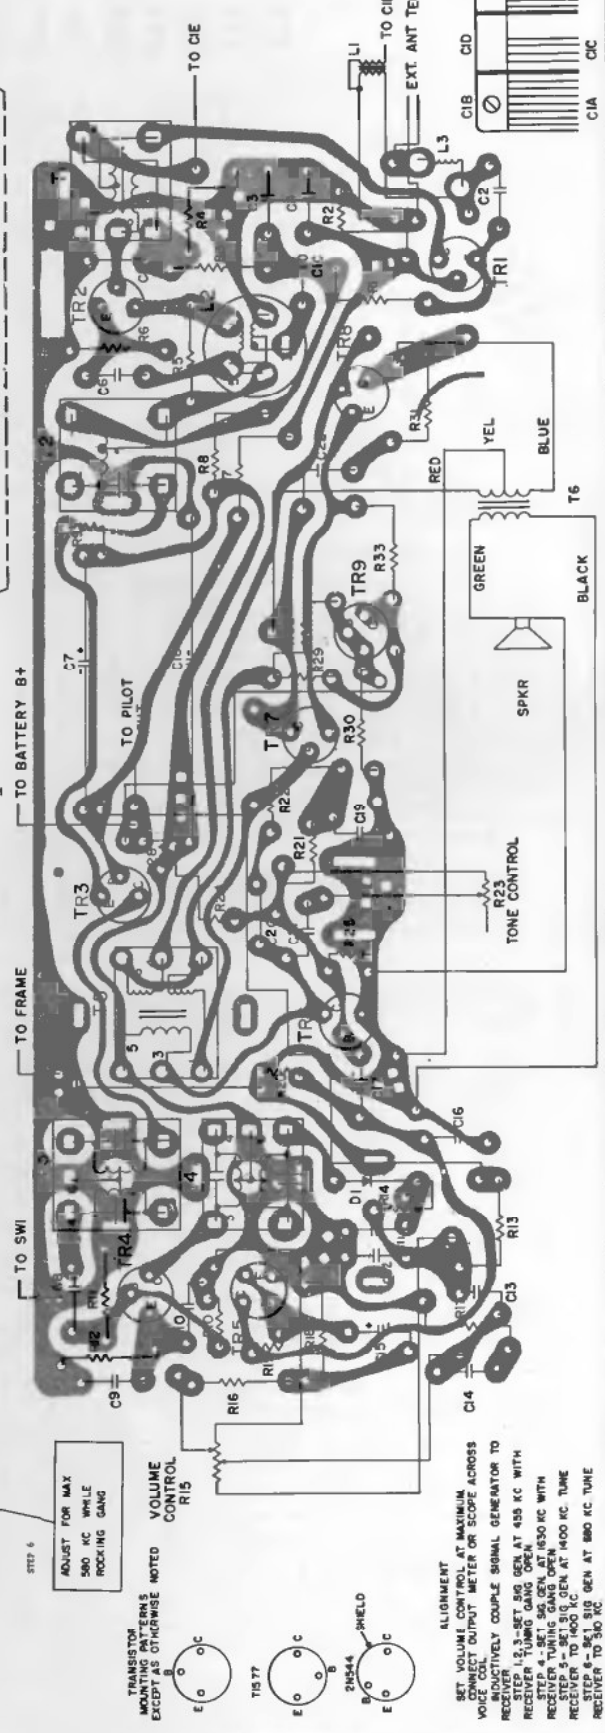 STEP 6
ADJUST FOR MAX
580 KC WHILE
ROCKING GANG
TRANSISTOR
MOUNTING PATTERNS
EXCEPT AS OTHERWISE NOTED
B
E
C
TI577
E
C
B
2N544
SHIELD
B
E
C
ALIGNMENT
SET VOLUME CONTROL AT MAXIMUM
CONNECT OUTPUT METER OR SCOPE ACROSS
VOICE COIL
INDUCTIVELY COUPLE SIGNAL GENERATOR TO
RECEIVER
STEP 1,2,3-SET SIG GEN AT 455 KC WITH
RECEIVER TUNING GANG OPEN
STEP 4 - SET SIG GEN AT 1630 KC WITH
RECEIVER TUNING GANG OPEN
STEP 5 - SET SIG GEN AT 1400 KC. TUNE
RECEIVER TO 1400 KC
STEP 6 - SET SIG GEN AT 580 KC TUNE
RECEIVER TO 580 KC
VOLUME
CONTROL
R15
TO SW1
TO FRAME
TO BATTERY B+
TO PILOT
TO C1E
L1
TO C1
EXT. ANT TE
C1B
C1D
C1A
C1C
C9
R16
C14
C13
R13
C16
D1
R14
TR4
TR5
TR3
5
3
TR7
R30
R21
C19
R23
TONE CONTROL
C7
+
TR9
R29
R33
R8
R5
R6
C6
TR2
E
L2
R4
R2
TR8
E
R31
TR1
C2
L3
RED
YEL
BLUE
GREEN
BLACK
T6
SPKR